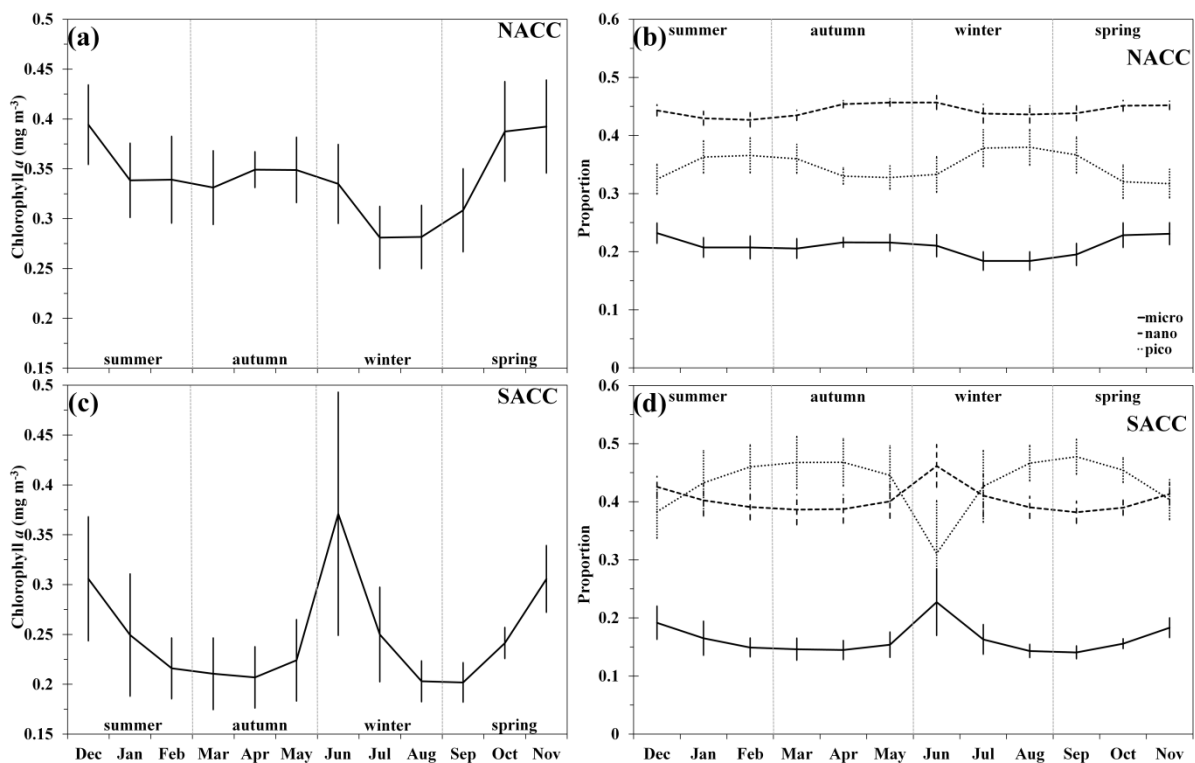 (a)
NACC
Chlorophyll a (mg m-3)
0.5
0.45
0.4
0.35
0.3
0.25
0.2
0.15
summer autumn winter spring
(b)
summer autumn winter spring
NACC
Proportion
0.6
0.5
0.4
0.3
0.2
0.1
0
micro
nano
pico
(c)
SACC
Chlorophyll a (mg m-3)
0.5
0.45
0.4
0.35
0.3
0.25
0.2
0.15
summer autumn winter spring
Dec Jan Feb Mar Apr May Jun Jul Aug Sep Oct Nov
(d)
summer autumn winter spring
SACC
Proportion
0.6
0.5
0.4
0.3
0.2
0.1
0
Dec Jan Feb Mar Apr May Jun Jul Aug Sep Oct Nov